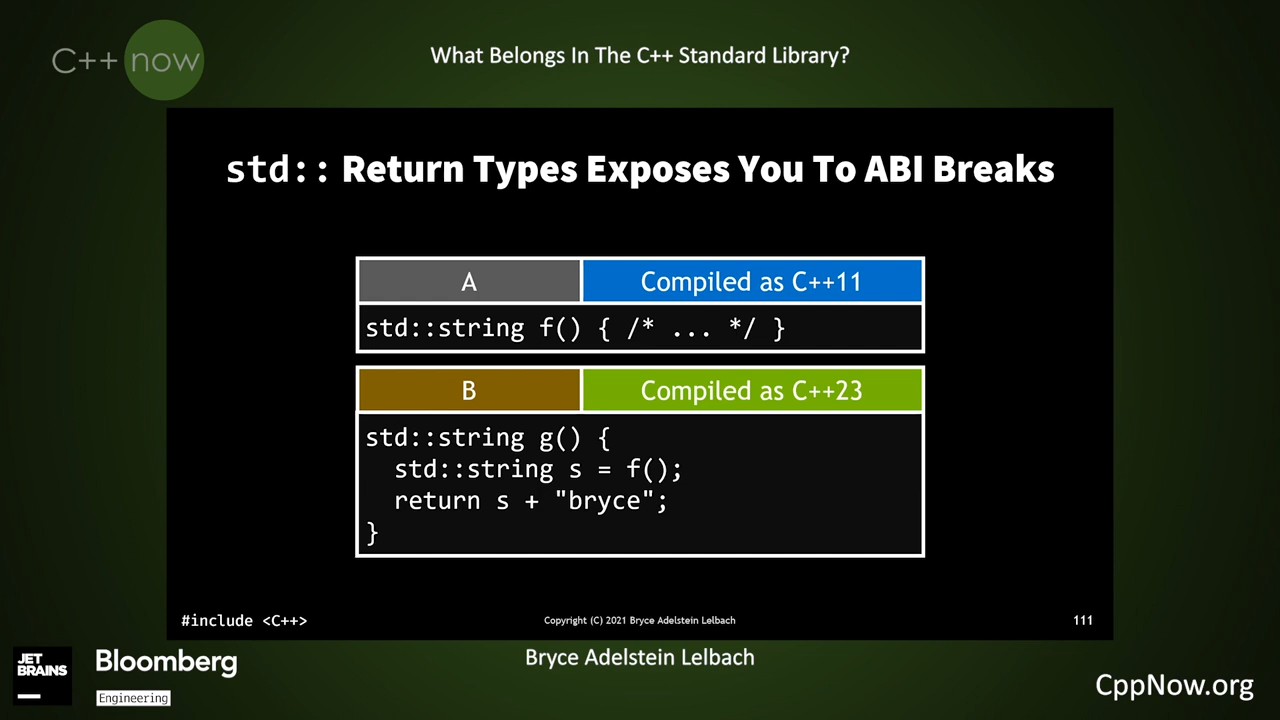 C++ now
What Belongs In The C++ Standard Library?
std:: Return Types Exposes You To ABI Breaks
A
Compiled as C++11
std::string f() { /* ... */ }
B
Compiled as C++23
std::string g() {
  std::string s = f();
  return s + "bryce";
}
#include <C++>
Copyright (C) 2021 Bryce Adelstein Lelbach
111
JET
BRAINS
Bloomberg
Engineering
Bryce Adelstein Lelbach
CppNow.org